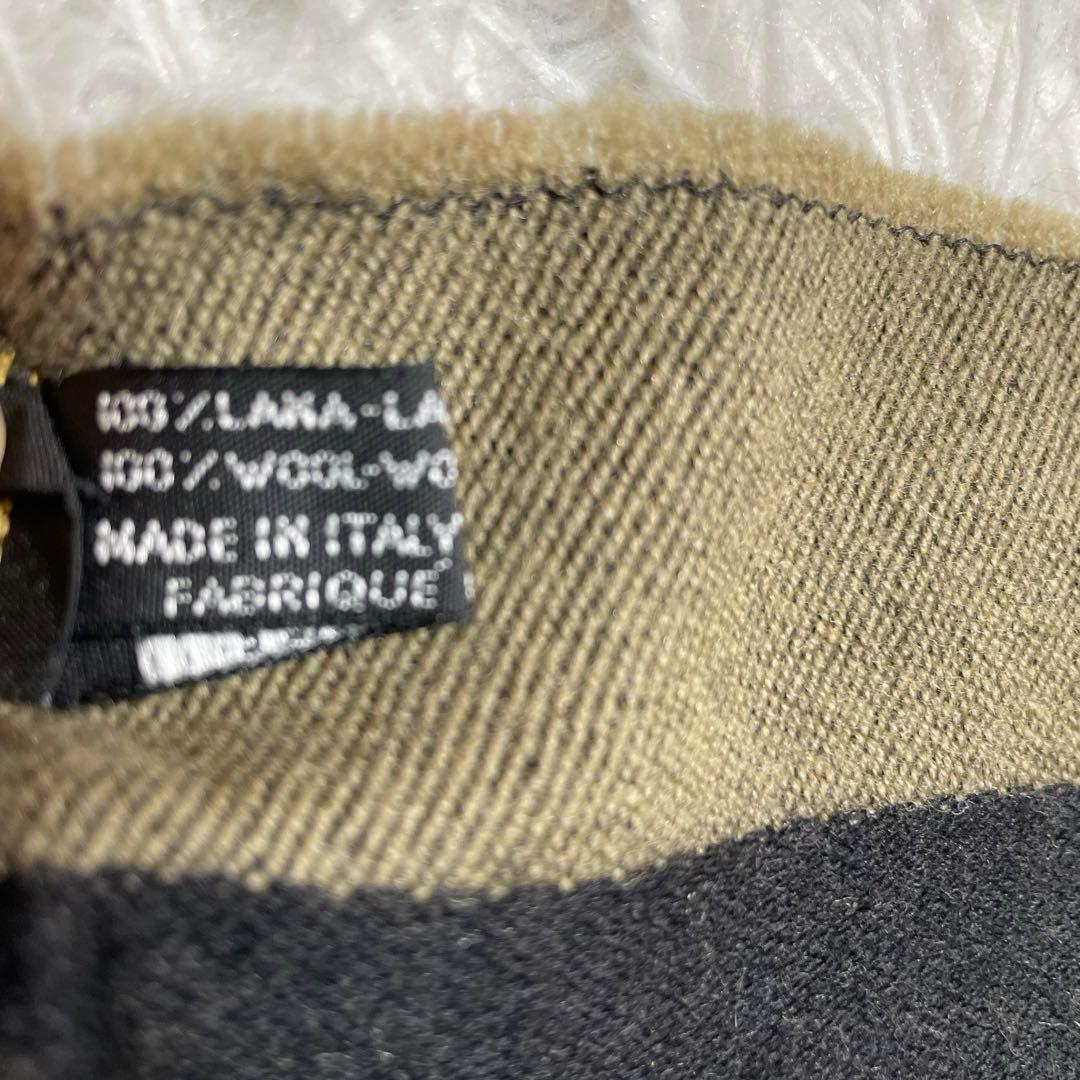 100%LANA-LA
100%WOOL-WO
MADE IN ITALY
FABRIQUE